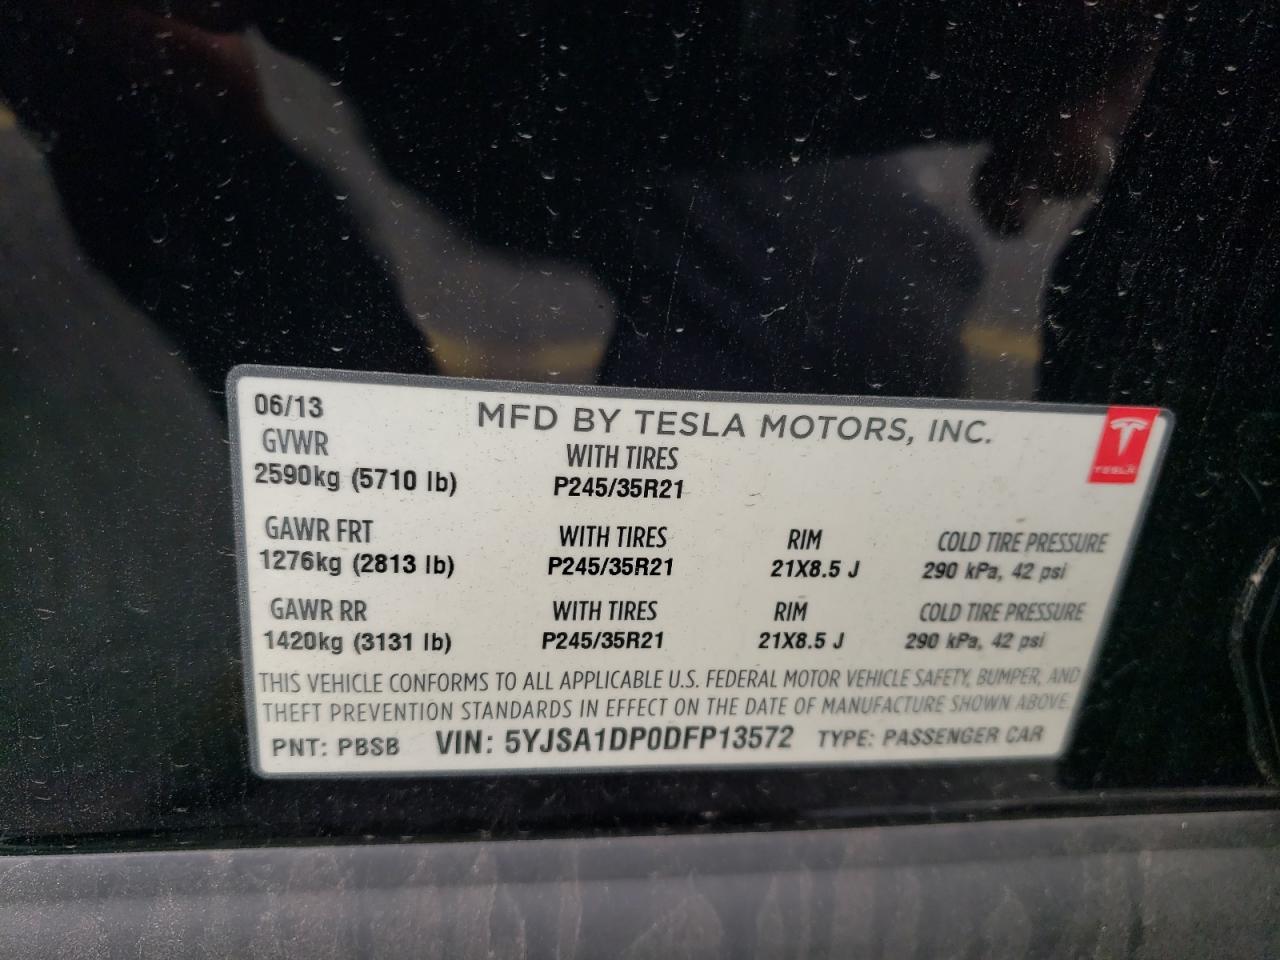 06/13 MFD BY TESLA MOTORS, INC.
TESLA
GVWR WITH TIRES
2590kg (5710 lb) P245/35R21
GAWR FRT WITH TIRES RIM COLD TIRE PRESSURE
1276kg (2813 lb) P245/35R21 21X8.5 J 290 kPa, 42 psi
GAWR RR WITH TIRES RIM COLD TIRE PRESSURE
1420kg (3131 lb) P245/35R21 21X8.5 J 290 kPa, 42 psi
THIS VEHICLE CONFORMS TO ALL APPLICABLE U.S. FEDERAL MOTOR VEHICLE SAFETY, BUMPER, AND
THEFT PREVENTION STANDARDS IN EFFECT ON THE DATE OF MANUFACTURE SHOWN ABOVE.
PNT: PBSB VIN: 5YJSA1DP0DFP13572 TYPE: PASSENGER CAR